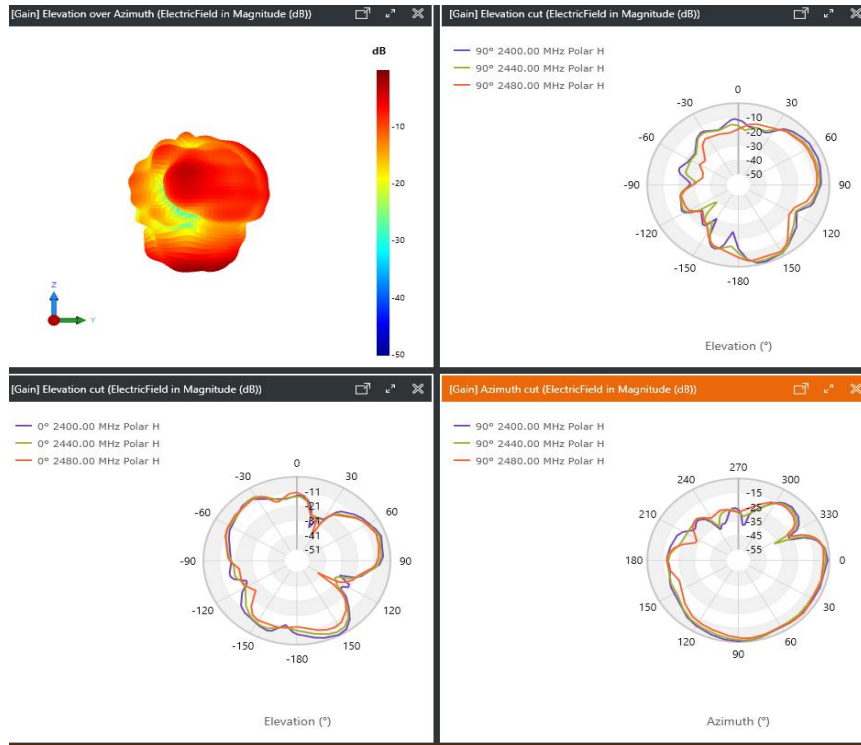 [Gain] Elevation over Azimuth (ElectricField in Magnitude (dB))
dB
-10
-20
-30
-40
-50
Z
Y
[Gain] Elevation cut (ElectricField in Magnitude (dB))
90° 2400.00 MHz Polar H
90° 2440.00 MHz Polar H
90° 2480.00 MHz Polar H
0
-30
30
-60
60
-90
90
-120
120
-150
150
-180
-10
-20
-30
-40
-50
Elevation (°)
[Gain] Elevation cut (ElectricField in Magnitude (dB))
0° 2400.00 MHz Polar H
0° 2440.00 MHz Polar H
0° 2480.00 MHz Polar H
0
-30
30
-60
60
-90
90
-120
120
-150
150
-180
-11
-21
-31
-41
-51
Elevation (°)
[Gain] Azimuth cut (ElectricField in Magnitude (dB))
90° 2400.00 MHz Polar H
90° 2440.00 MHz Polar H
90° 2480.00 MHz Polar H
270
240
300
210
330
180
0
150
30
120
60
90
-15
-25
-35
-45
-55
Azimuth (°)